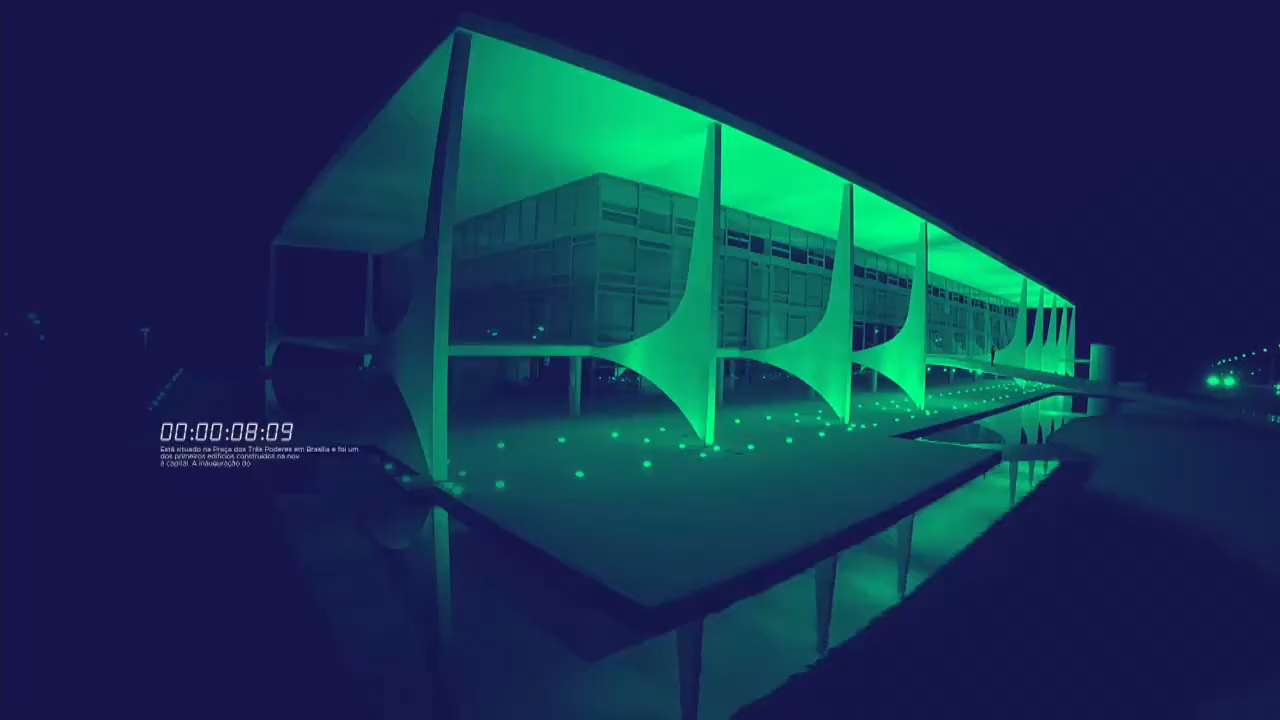 00:00:08:09
Está situado na Praça dos Três Poderes em Brasília e foi um
dos primeiros edifícios construídos na nov
a capital. A inauguração do